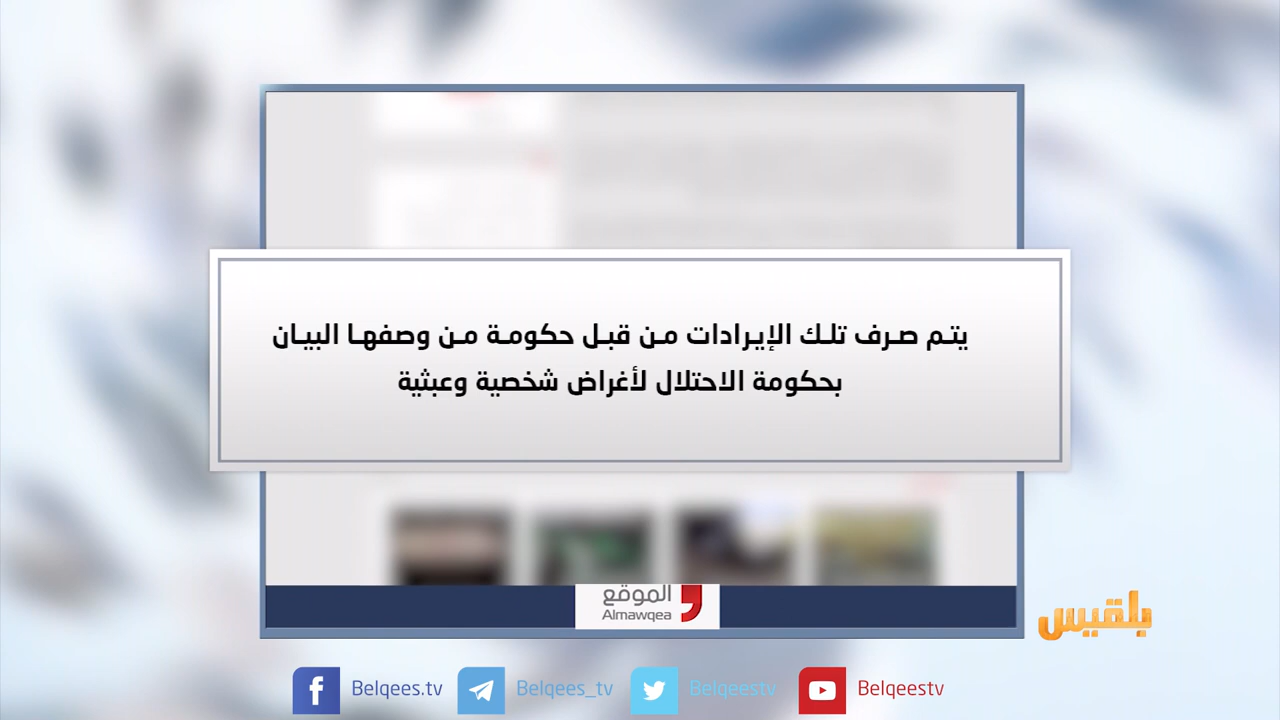 يتم صرف تلك الإيرادات من قبل حكومة من وصفها البيان
بحكومة الاحتلال لأغراض شخصية وعبثية
الموقع
Almawqea
بلقيس
Belqees.tv
Belqees_tv
Belqeestv
Belqeestv